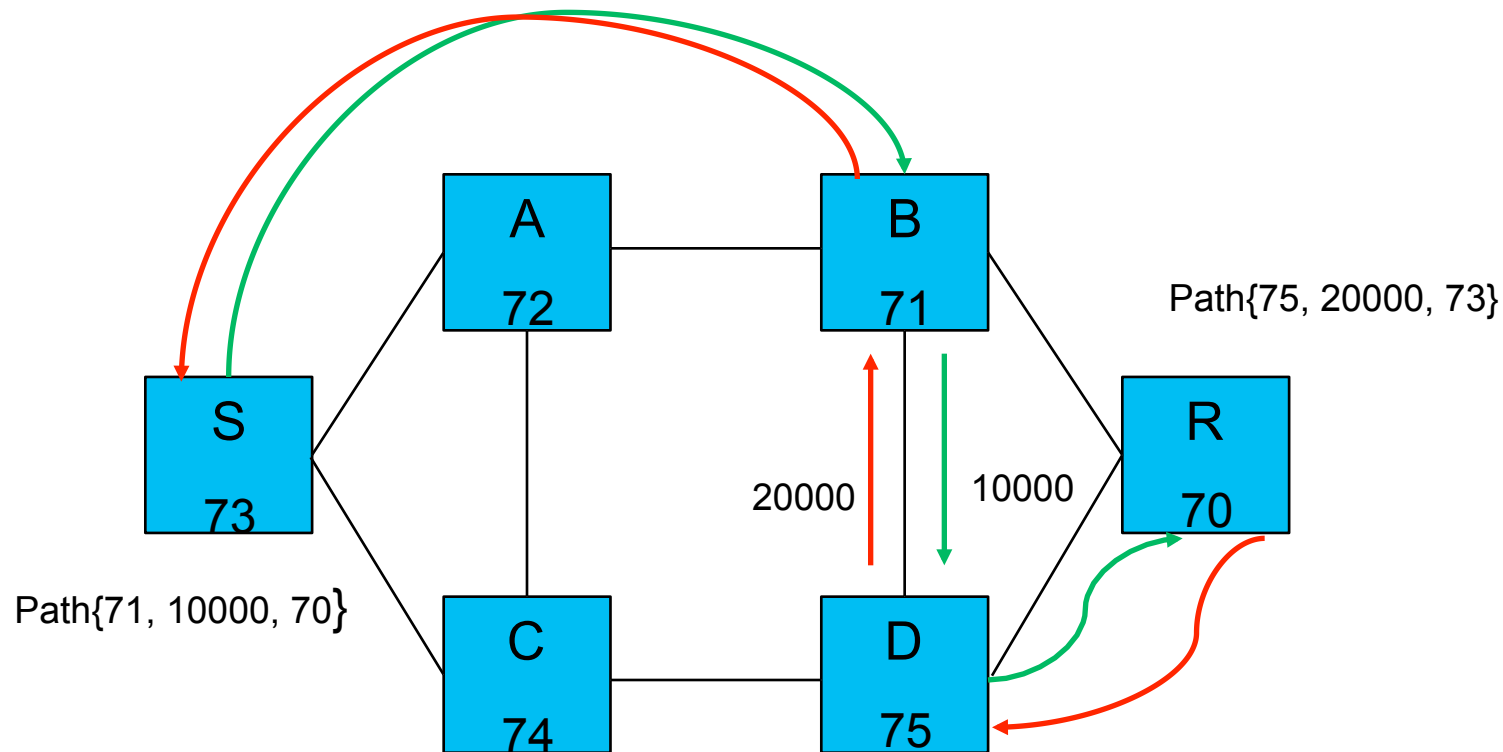 A
72
B
71
Path{75, 20000, 73}
S
73
20000
10000
R
70
Path{71, 10000, 70}
C
74
D
75